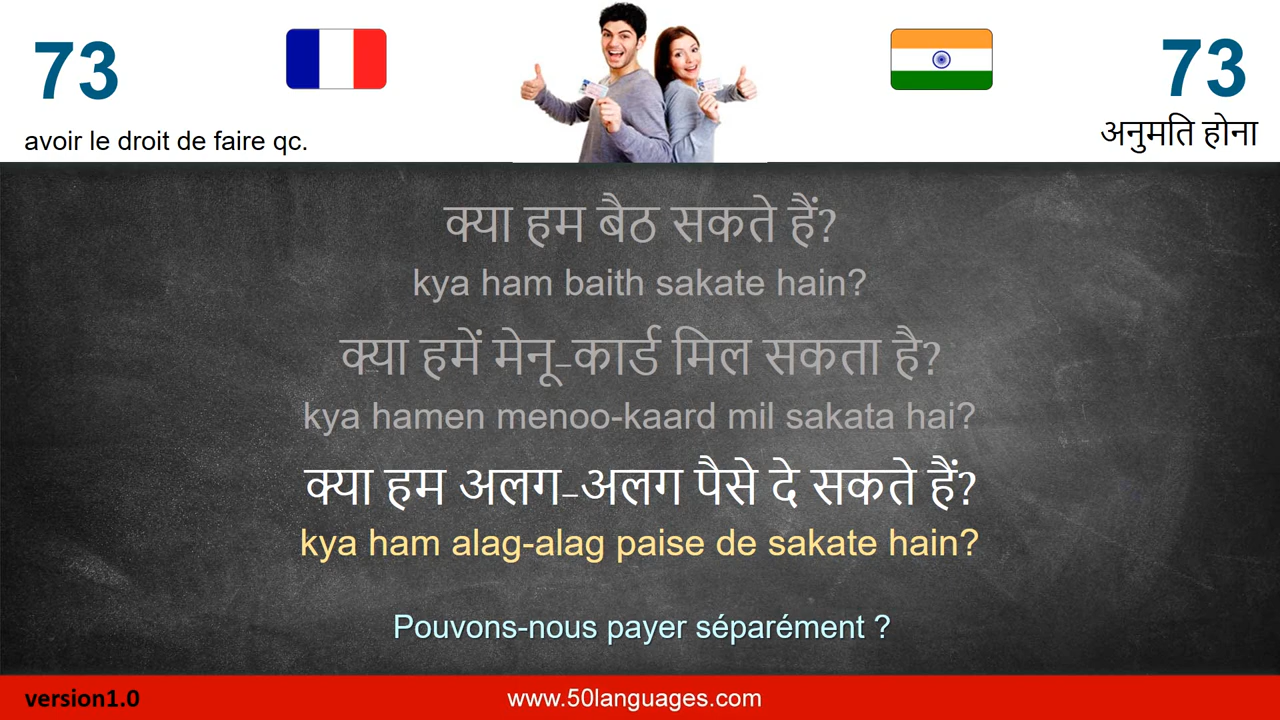 73
73
avoir le droit de faire qc.
अनुमति होना
क्या हम बैठ सकते हैं?
kya ham baith sakate hain?
क्या हमें मेनू-कार्ड मिल सकता है?
kya hamen menoo-kaard mil sakata hai?
क्या हम अलग-अलग पैसे दे सकते हैं?
kya ham alag-alag paise de sakate hain?
Pouvons-nous payer séparément ?
version1.0
www.50languages.com